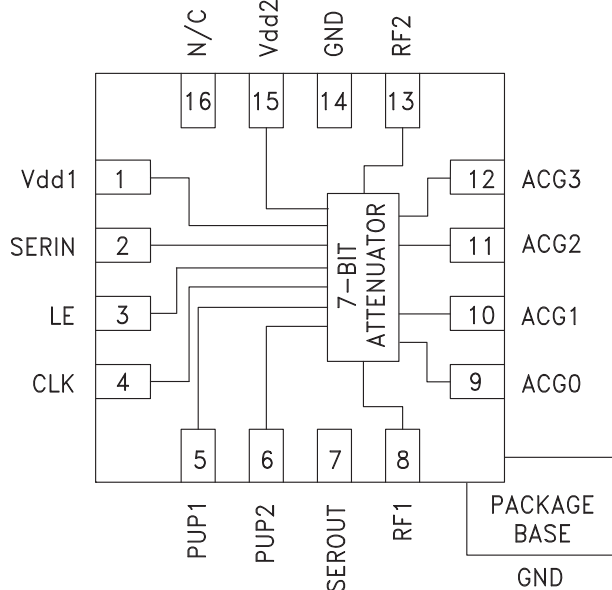 N/C
Vdd2
GND
RF2
16
15
14
13
Vdd1
1
12
ACG3
SERIN
2
11
ACG2
7-BIT
ATTENUATOR
LE
3
10
ACG1
CLK
4
9
ACG0
5
6
7
8
PUP1
PUP2
SEROUT
RF1
PACKAGE
BASE
GND